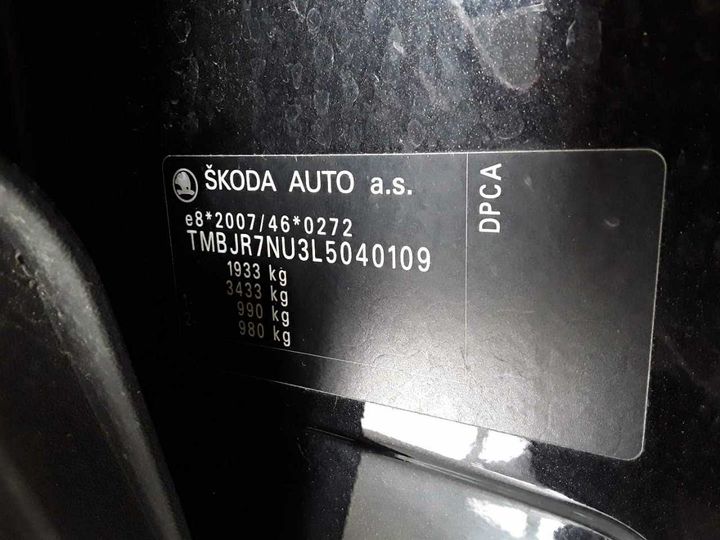 ŠKODA AUTO a.s.
e8*2007/46*0272
TMBJR7NU3L5040109
1933 kg
3433 kg
990 kg
980 kg
DPCA